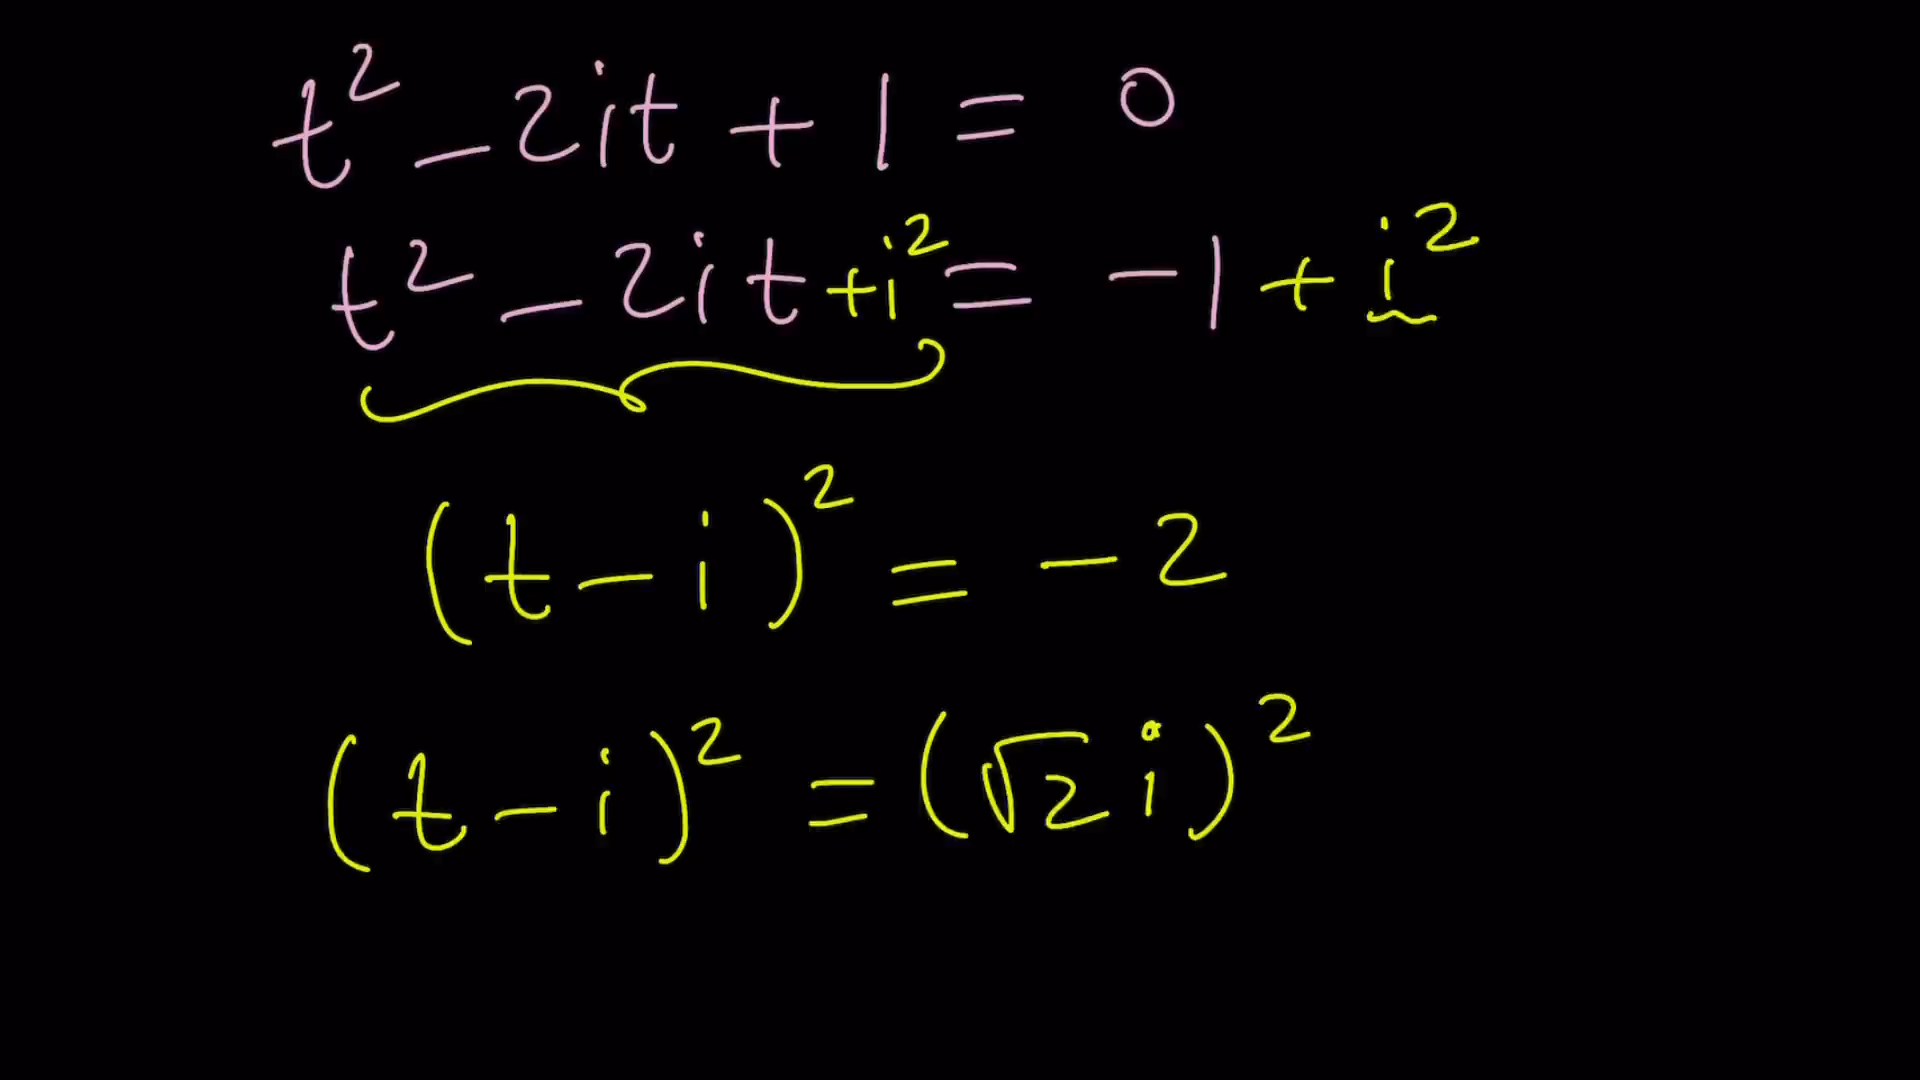 t² - 2it + 1 = 0
t² - 2it + i² = -1 + i²
(t - i)² = -2
(t - i)² = (√2 i)²